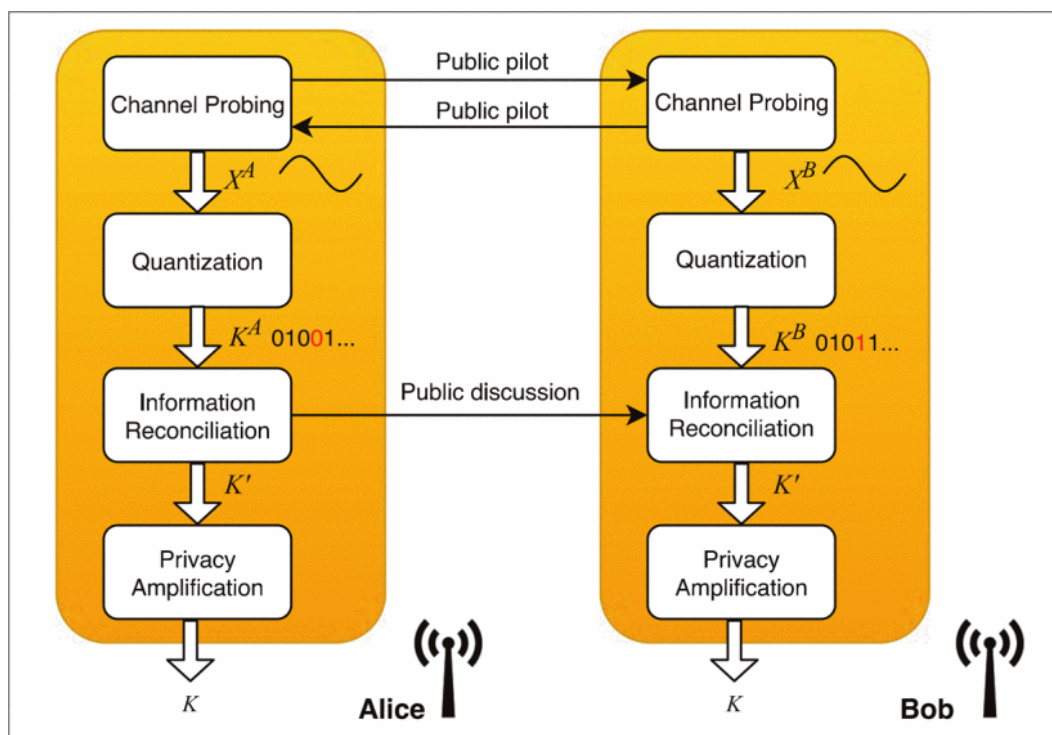 Public pilot
Channel Probing
Channel Probing
Public pilot
X^A
X^B
Quantization
Quantization
K^A 01001...
K^B 01011...
Public discussion
Information
Reconciliation
Information
Reconciliation
K'
K'
Privacy
Amplification
Privacy
Amplification
K
Alice
K
Bob